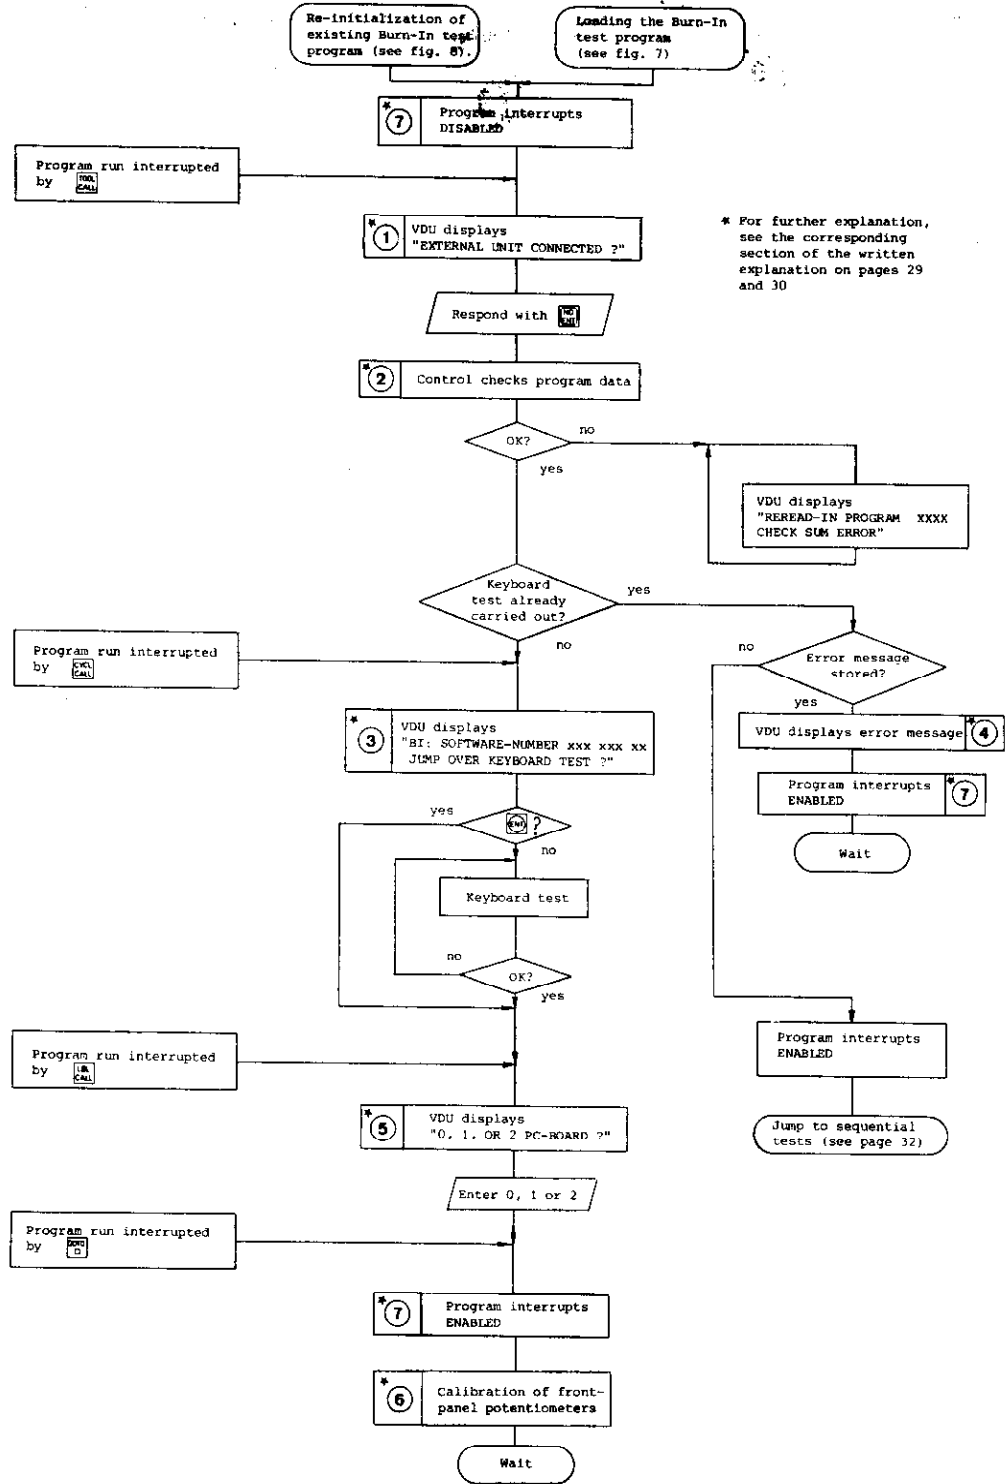 Re-initialization of
existing Burn-In test
program (see fig. 8).
Loading the Burn-In
test program
(see fig. 7)
* 7 Program interrupts
DISABLED
Program run interrupted
by TOOL
CALL
* 1 VDU displays
"EXTERNAL UNIT CONNECTED ?"
* For further explanation,
see the corresponding
section of the written
explanation on pages 29
and 30
Respond with NO
ENT
* 2 Control checks program data
OK?
no
yes
VDU displays
"REREAD-IN PROGRAM XXXX
CHECK SUM ERROR"
Keyboard
test already
carried out?
yes
no
Program run interrupted
by CYCL
CALL
Error message
stored?
no
yes
* 3 VDU displays
"BI: SOFTWARE-NUMBER xxx xxx xx
JUMP OVER KEYBOARD TEST ?"
VDU displays error message * 4
Program interrupts
ENABLED * 7
Wait
yes
ENT ?
no
Keyboard test
no
OK?
yes
Program interrupts
ENABLED
Program run interrupted
by LBL
CALL
* 5 VDU displays
"0, 1, OR 2 PC-BOARD ?"
Jump to sequential
tests (see page 32)
Enter 0, 1 or 2
Program run interrupted
by GOTO
□
* 7 Program interrupts
ENABLED
* 6 Calibration of front-
panel potentiometers
Wait